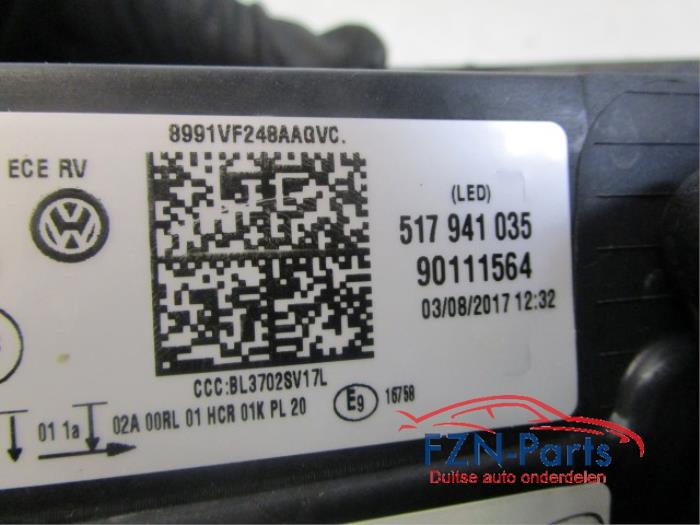 8991VF248AAQVC.
ECE RV
(LED)
517 941 035
90111564
03/08/2017 12:32
CCC:BL3702SV17L
01 1a 02A 00RL 01 HCR 01K PL 20 E9 16758
FZN-Parts
Duitse auto onderdelen